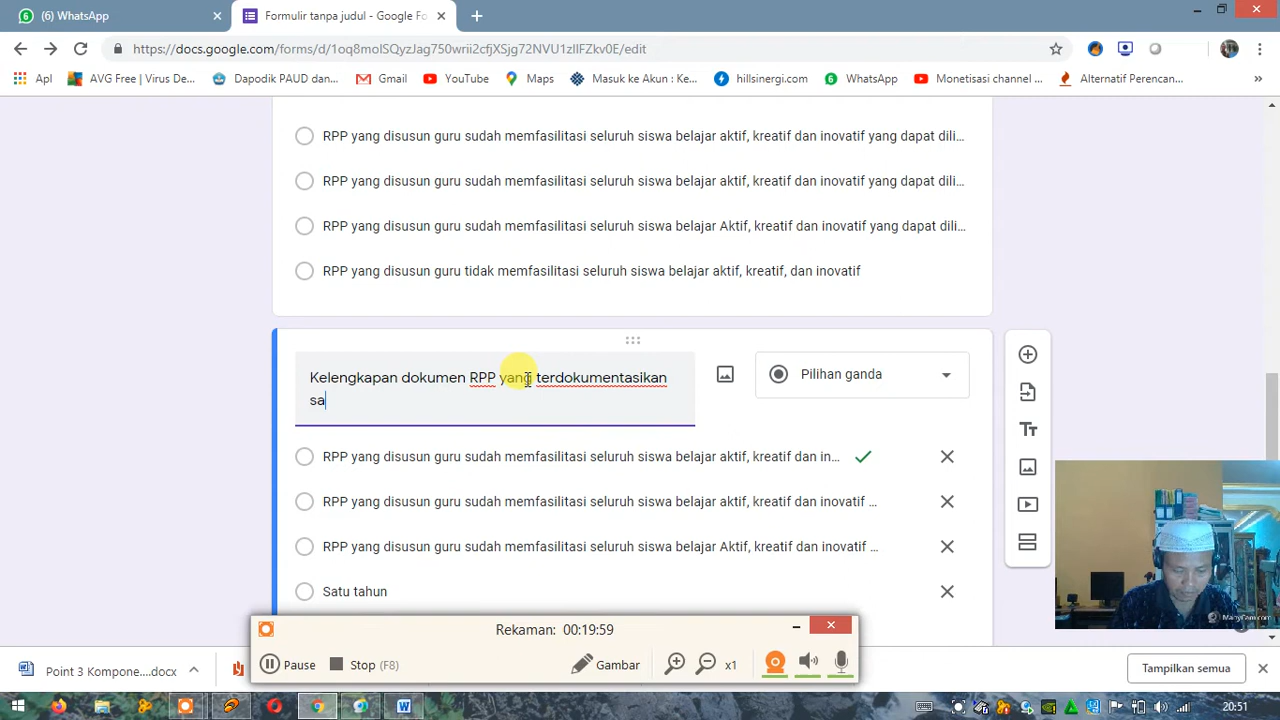 (6) WhatsApp
Formulir tanpa judul - Google Fo
https://docs.google.com/forms/d/1oq8molSQyzJag750wrii2cfjXSjg72NVU1zlIFZkv0E/edit
Apl
AVG Free | Virus De...
Dapodik PAUD dan...
Gmail
YouTube
Maps
Masuk ke Akun : Ke...
hillsinergi.com
WhatsApp
Monetisasi channel ...
Alternatif Perencan...
»
RPP yang disusun guru sudah memfasilitasi seluruh siswa belajar aktif, kreatif dan inovatif yang dapat dili...
RPP yang disusun guru sudah memfasilitasi seluruh siswa belajar aktif, kreatif dan inovatif yang dapat dili...
RPP yang disusun guru sudah memfasilitasi seluruh siswa belajar Aktif, kreatif dan inovatif yang dapat dili...
RPP yang disusun guru tidak memfasilitasi seluruh siswa belajar aktif, kreatif, dan inovatif
Kelengkapan dokumen RPP yang terdokumentasikan
sa
Pilihan ganda
RPP yang disusun guru sudah memfasilitasi seluruh siswa belajar aktif, kreatif dan in...
RPP yang disusun guru sudah memfasilitasi seluruh siswa belajar aktif, kreatif dan inovatif ...
RPP yang disusun guru sudah memfasilitasi seluruh siswa belajar Aktif, kreatif dan inovatif ...
Satu tahun
Tт
ManyCam.com
Rekaman: 00:19:59
Pause
Stop (F8)
Gambar
x1
Point 3 Kompone....docx
Tampilkan semua
20:51